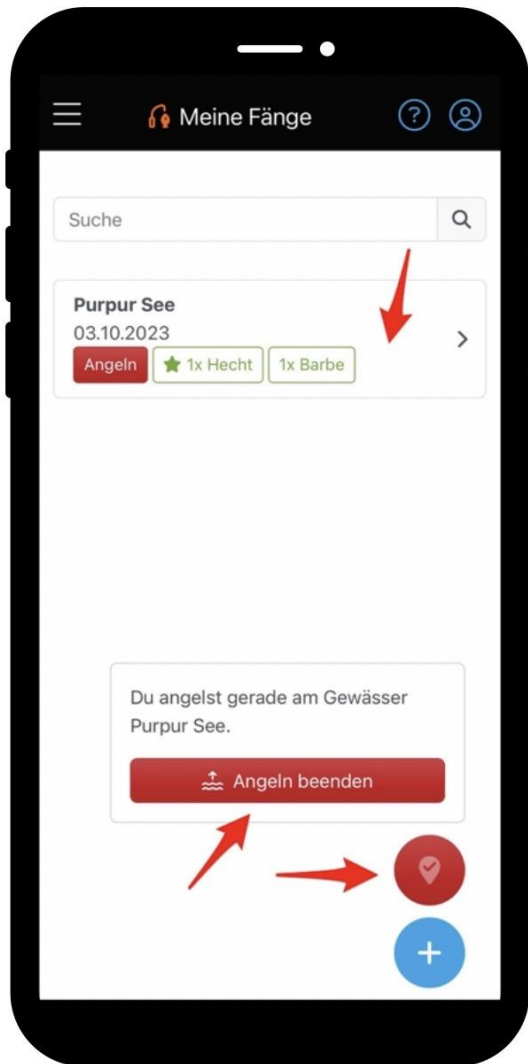 Meine Fänge
?
Suche
Purpur See
03.10.2023
Angeln
1x Hecht
1x Barbe
Du angelst gerade am Gewässer
Purpur See.
Angeln beenden
+